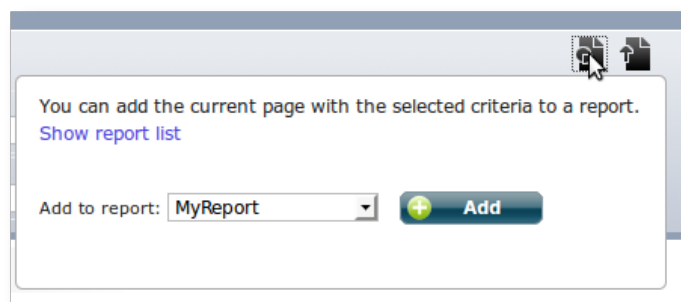 You can add the current page with the selected criteria to a report.
Show report list
Add to report: MyReport Add